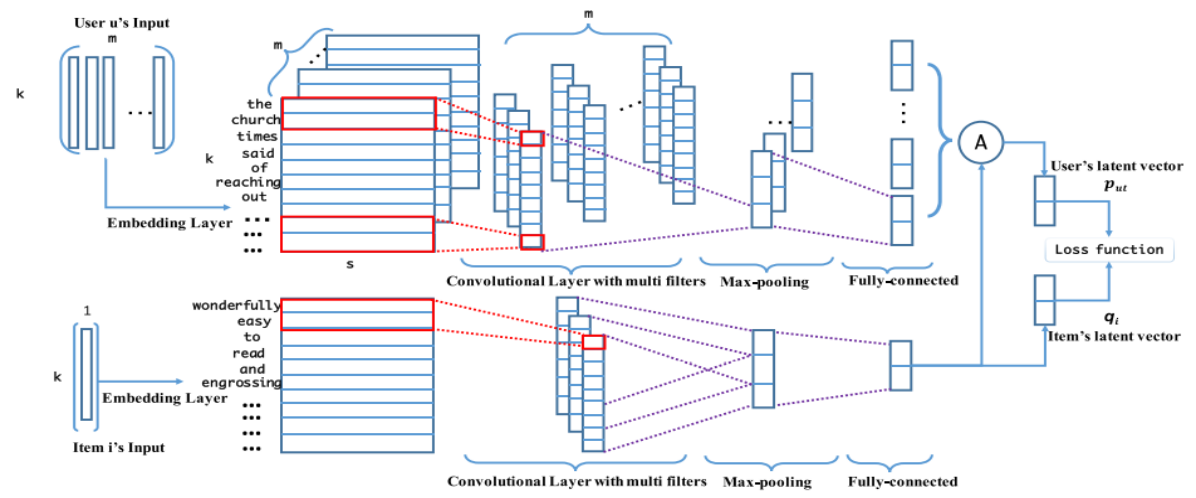 User u's Input
m
k
m
...
the
church
times
said
of
reaching
out
...
...
...
k
Embedding Layer
s
m
...
...
...
...
A
User's latent vector
p_ut
Loss function
q_i
Item's latent vector
Convolutional Layer with multi filters
Max-pooling
Fully-connected
1
k
Embedding Layer
Item i's Input
wonderfully
easy
to
read
and
engrossing
...
...
...
...
Convolutional Layer with multi filters
Max-pooling
Fully-connected